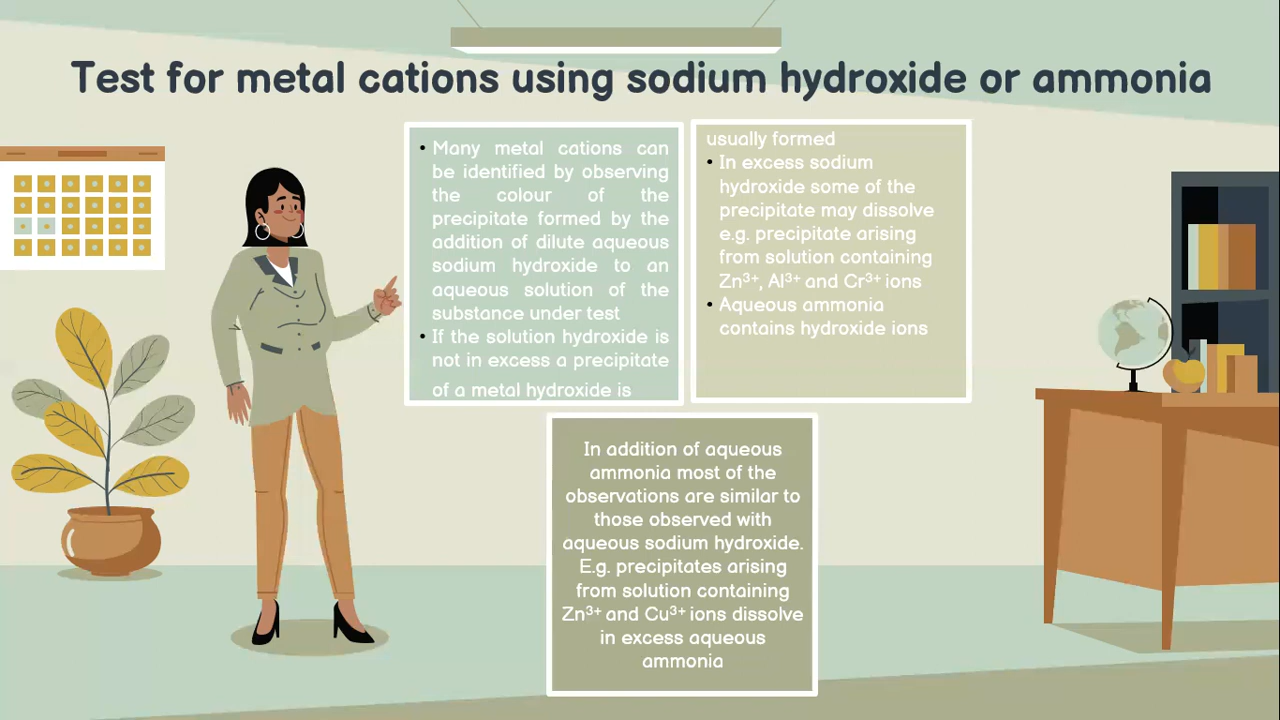 Test for metal cations using sodium hydroxide or ammonia
Many metal cations can
be identified by observing
the colour of the
precipitate formed by the
addition of dilute aqueous
sodium hydroxide to an
aqueous solution of the
substance under test
If the solution hydroxide is
not in excess a precipitate
of a metal hydroxide is
usually formed
In excess sodium
hydroxide some of the
precipitate may dissolve
e.g. precipitate arising
from solution containing
Zn³⁺, Al³⁺ and Cr³⁺ ions
Aqueous ammonia
contains hydroxide ions
In addition of aqueous
ammonia most of the
observations are similar to
those observed with
aqueous sodium hydroxide.
E.g. precipitates arising
from solution containing
Zn³⁺ and Cu³⁺ ions dissolve
in excess aqueous
ammonia